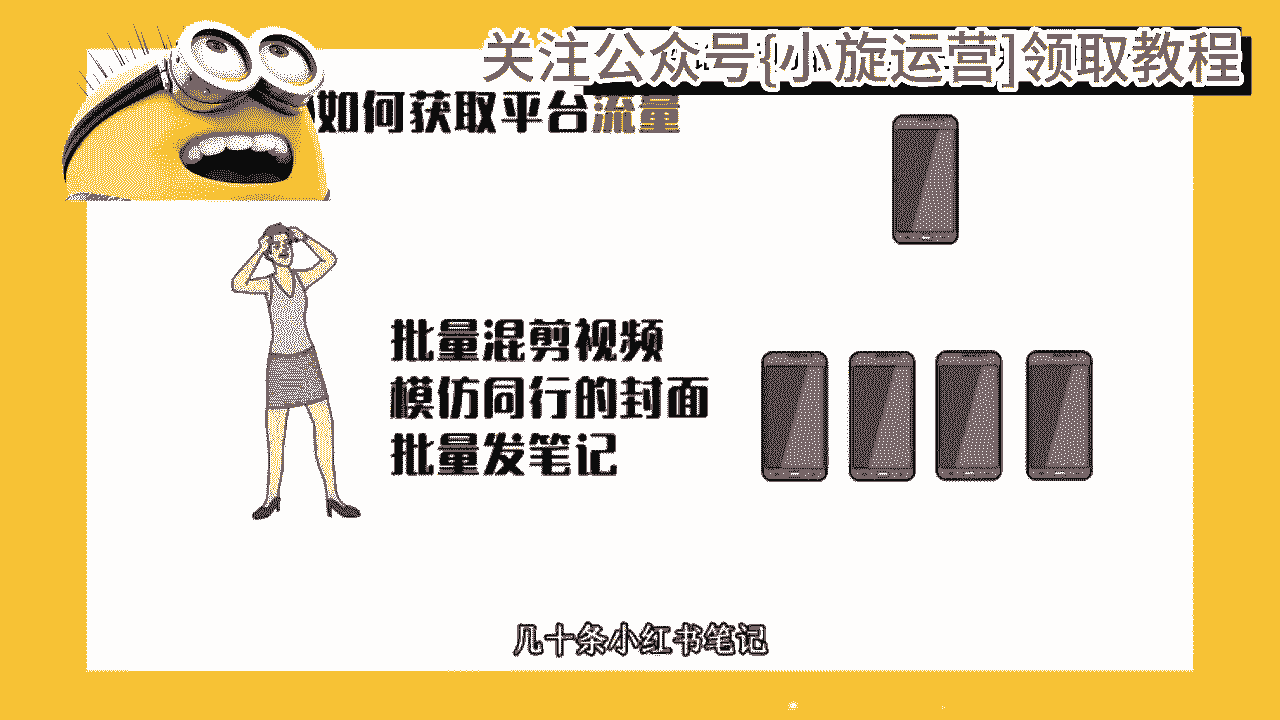 关注公众号{小旋运营]领取教程
如何获取平台流量
批量混剪视频
模仿同行的封面
批量发笔记
几十条小红书笔记